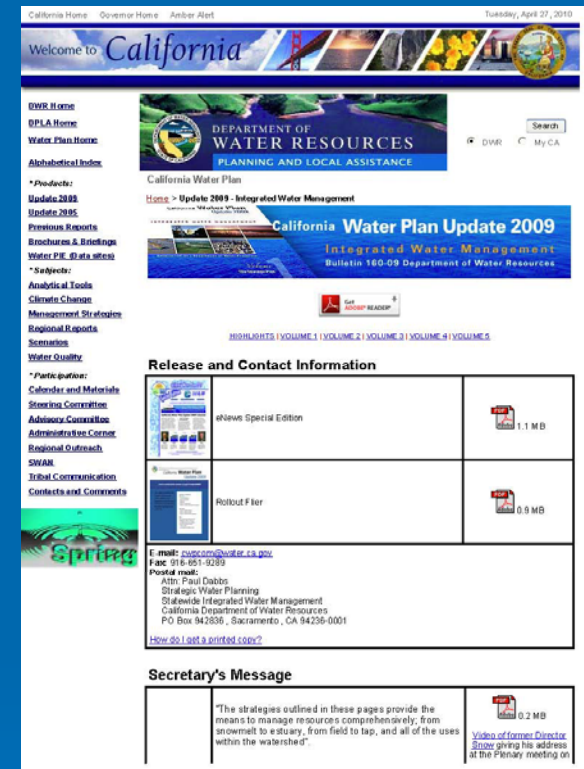 California Home Governor Home Amber Alert
Tuesday, April 27, 2010
Welcome to California
DWR Home
DPLA Home
Water Plan Home
Alphabetical Index
*Products:
Update 2009
Update 2005
Previous Reports
Brochures & Briefings
Water PIE (Data sites)
*Subjects:
Analytical Tools
Climate Change
Management Strategies
Regional Reports
Scenarios
Water Quality
*Participation:
Calendar and Materials
Steering Committee
Advisory Committee
Administrative Corner
Regional Outreach
SWAN
Tribal Communication
Contacts and Comments
Spring
DEPARTMENT OF
WATER RESOURCES
PLANNING AND LOCAL ASSISTANCE
Search
DWR My CA
California Water Plan
Home > Update 2009 - Integrated Water Management
California Water Plan Update 2009
Integrated Water Management
Bulletin 160-09 Department of Water Resources
Get
ADOBE® READER®
HIGHLIGHTS | VOLUME 1 | VOLUME 2 | VOLUME 3 | VOLUME 4 | VOLUME 5
Release and Contact Information
eNews Special Edition
PDF
1.1 MB
Rollout Flier
PDF
0.9 MB
E-mail: cwpcom@water.ca.gov
Fax: 916-651-9289
Postal mail:
Attn: Paul Dabbs
Strategic Water Planning
Statewide Integrated Water Management
California Department of Water Resources
PO Box 942836 , Sacramento , CA 94236-0001
How do I get a printed copy?
Secretary's Message
"The strategies outlined in these pages provide the
means to manage resources comprehensively; from
snowmelt to estuary, from field to tap, and all of the uses
within the watershed".
PDF
0.2 MB
Video of former Director
Snow giving his address
at the Plenary meeting on